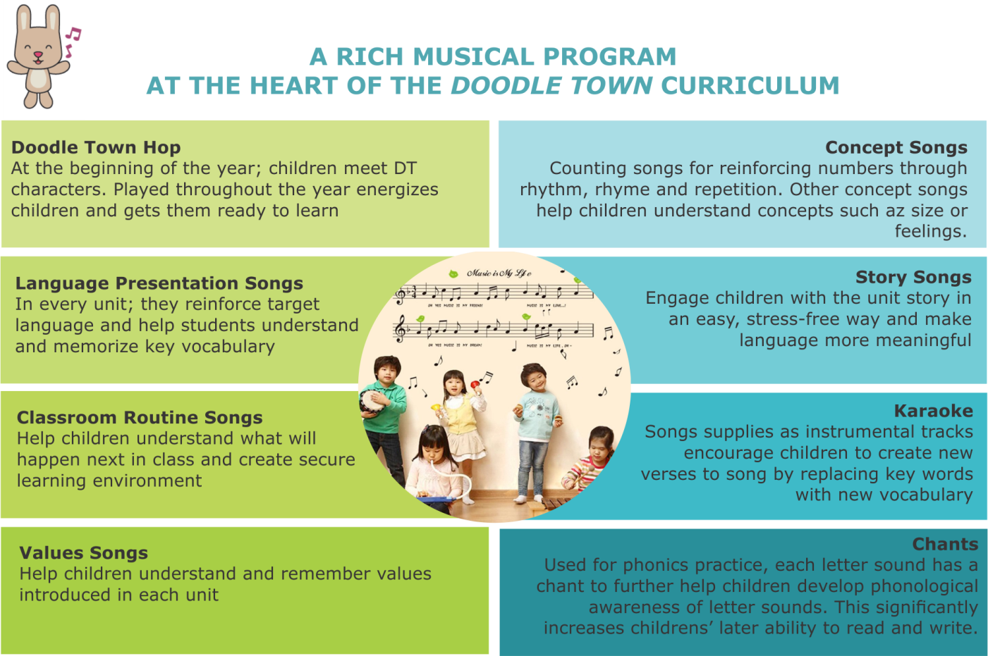 A RICH MUSICAL PROGRAM
AT THE HEART OF THE DOODLE TOWN CURRICULUM
Doodle Town Hop
At the beginning of the year; children meet DT
characters. Played throughout the year energizes
children and gets them ready to learn
Language Presentation Songs
In every unit; they reinforce target
language and help students understand
and memorize key vocabulary
Classroom Routine Songs
Help children understand what will
happen next in class and create secure
learning environment
Values Songs
Help children understand and remember values
introduced in each unit
Music is My Life
OH YES MUSIC IS MY FRIEND!
MUSIC IS MY LOVE...!
OH YES MUSIC IS MY DREAM!
MUSIC IS MY LIFE, OH~
Concept Songs
Counting songs for reinforcing numbers through
rhythm, rhyme and repetition. Other concept songs
help children understand concepts such az size or
feelings.
Story Songs
Engage children with the unit story in
an easy, stress-free way and make
language more meaningful
Karaoke
Songs supplies as instrumental tracks
encourage children to create new
verses to song by replacing key words
with new vocabulary
Chants
Used for phonics practice, each letter sound has a
chant to further help children develop phonological
awareness of letter sounds. This significantly
increases childrens’ later ability to read and write.